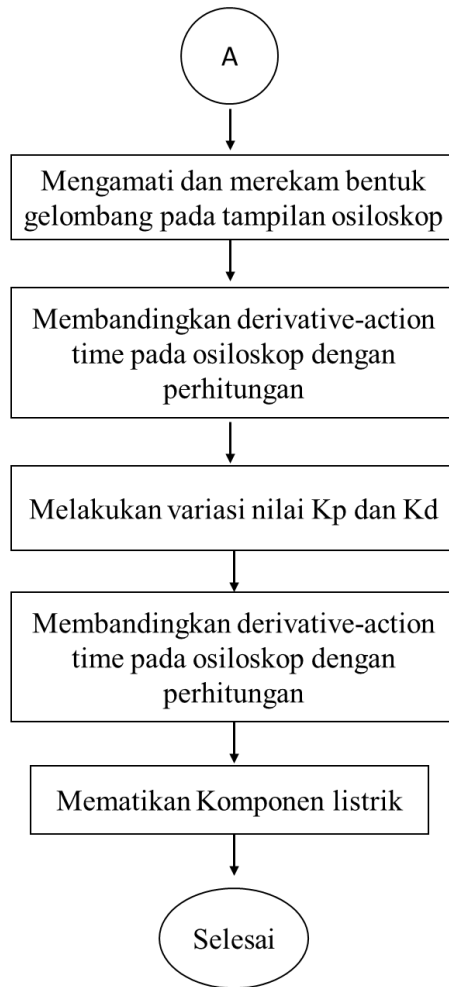 A
Mengamati dan merekam bentuk
gelombang pada tampilan osiloskop
Membandingkan derivative-action
time pada osiloskop dengan
perhitungan
Melakukan variasi nilai Kp dan Kd
Membandingkan derivative-action
time pada osiloskop dengan
perhitungan
Mematikan Komponen listrik
Selesai